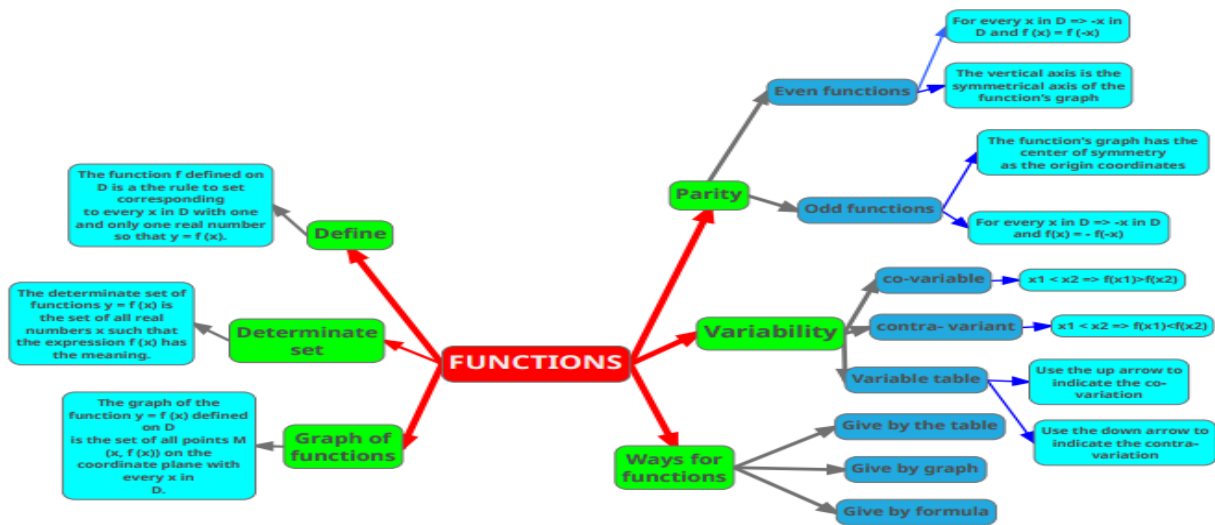 FUNCTIONS
Define
The function f defined on
D is a the rule to set
corresponding
to every x in D with one
and only one real number
so that y = f (x).
Determinate
set
The determinate set of
functions y = f (x) is
the set of all real
numbers x such that
the expression f (x) has
the meaning.
Graph of
functions
The graph of the
function y = f (x) defined
on D
is the set of all points M
(x, f (x)) on the
coordinate plane with
every x in
D.
Parity
Even functions
For every x in D => -x in
D and f (x) = f (-x)
The vertical axis is the
symmetrical axis of the
function's graph
Odd functions
The function's graph has the
center of symmetry
as the origin coordinates
For every x in D => -x in D
and f(x) = - f(-x)
Variability
co-variable
x1 < x2 => f(x1)>f(x2)
contra- variant
x1 < x2 => f(x1)<f(x2)
Variable table
Use the up arrow to
indicate the co-
variation
Use the down arrow to
indicate the contra-
variation
Ways for
functions
Give by the table
Give by graph
Give by formula